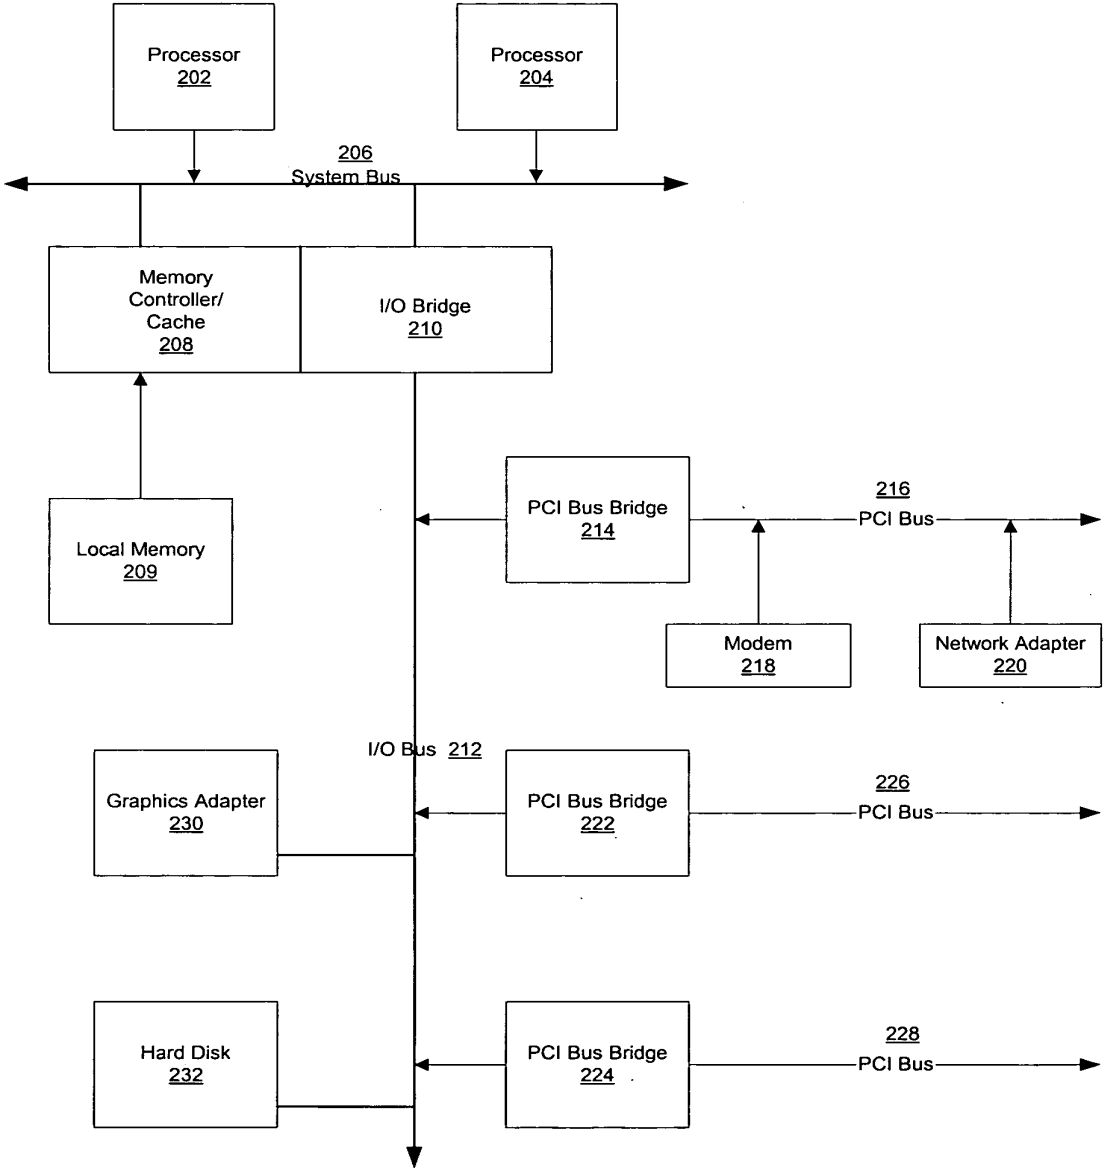 Processor
202
Processor
204
206
System Bus
Memory
Controller/
Cache
208
I/O Bridge
210
PCI Bus Bridge
214
216
PCI Bus
Local Memory
209
Modem
218
Network Adapter
220
I/O Bus 212
Graphics Adapter
230
PCI Bus Bridge
222
226
PCI Bus
Hard Disk
232
PCI Bus Bridge
224
228
PCI Bus